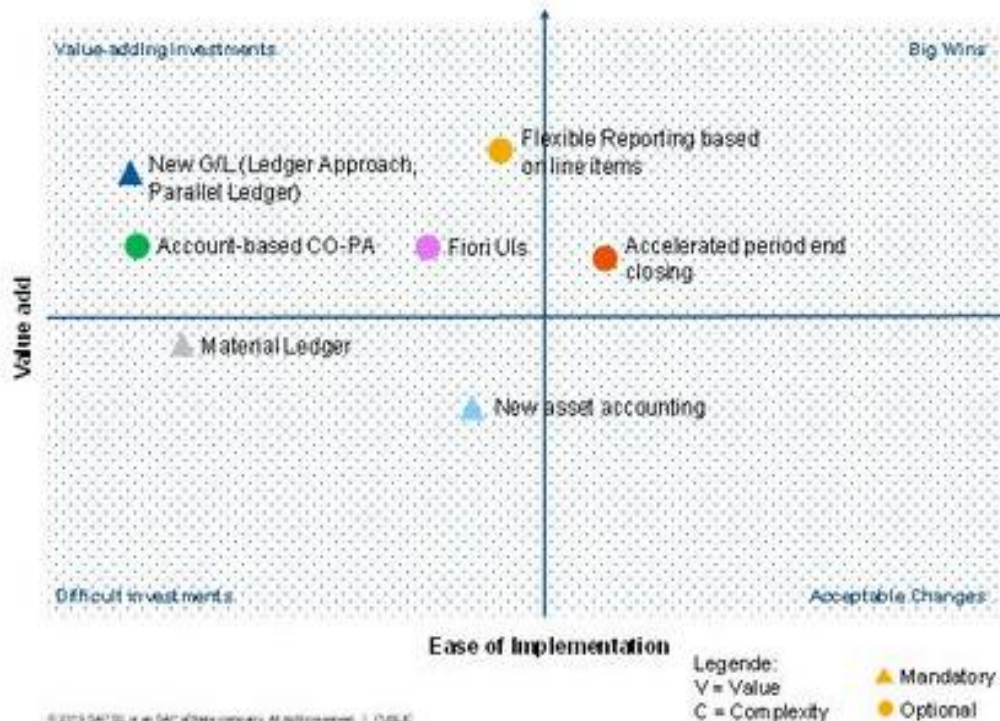 Value-adding investments
Big Wins
Flexible Reporting based
on line items
New G/L (Ledger Approach,
Parallel Ledger)
Account-based CO-PA
Fiori UIs
Accelerated period end
closing
Value add
Material Ledger
New asset accounting
Difficult investments
Acceptable Changes
Ease of Implementation
Legende:
V = Value
C = Complexity
Mandatory
Optional